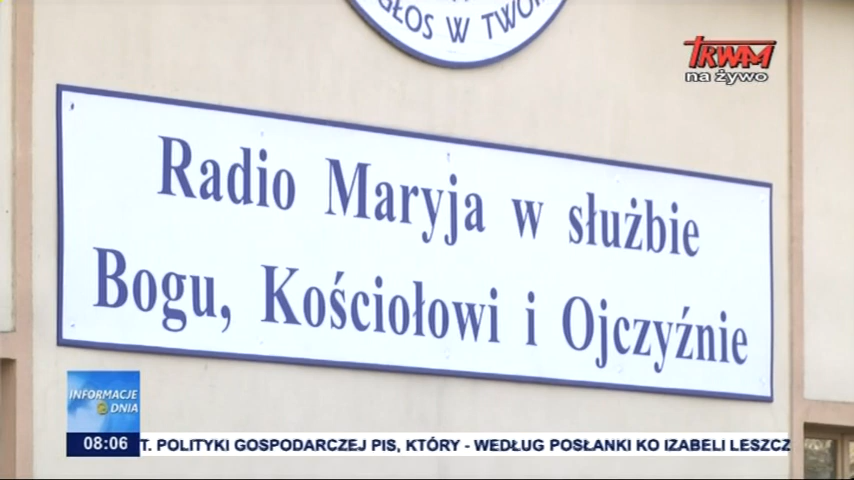 GŁOS W TWOIM
TRWAM
na żywo
Radio Maryja w służbie
Bogu, Kościołowi i Ojczyźnie
INFORMACJE
DNIA
08:06
T. POLITYKI GOSPODARCZEJ PIS, KTÓRY - WEDŁUG POSŁANKI KO IZABELI LESZCZ